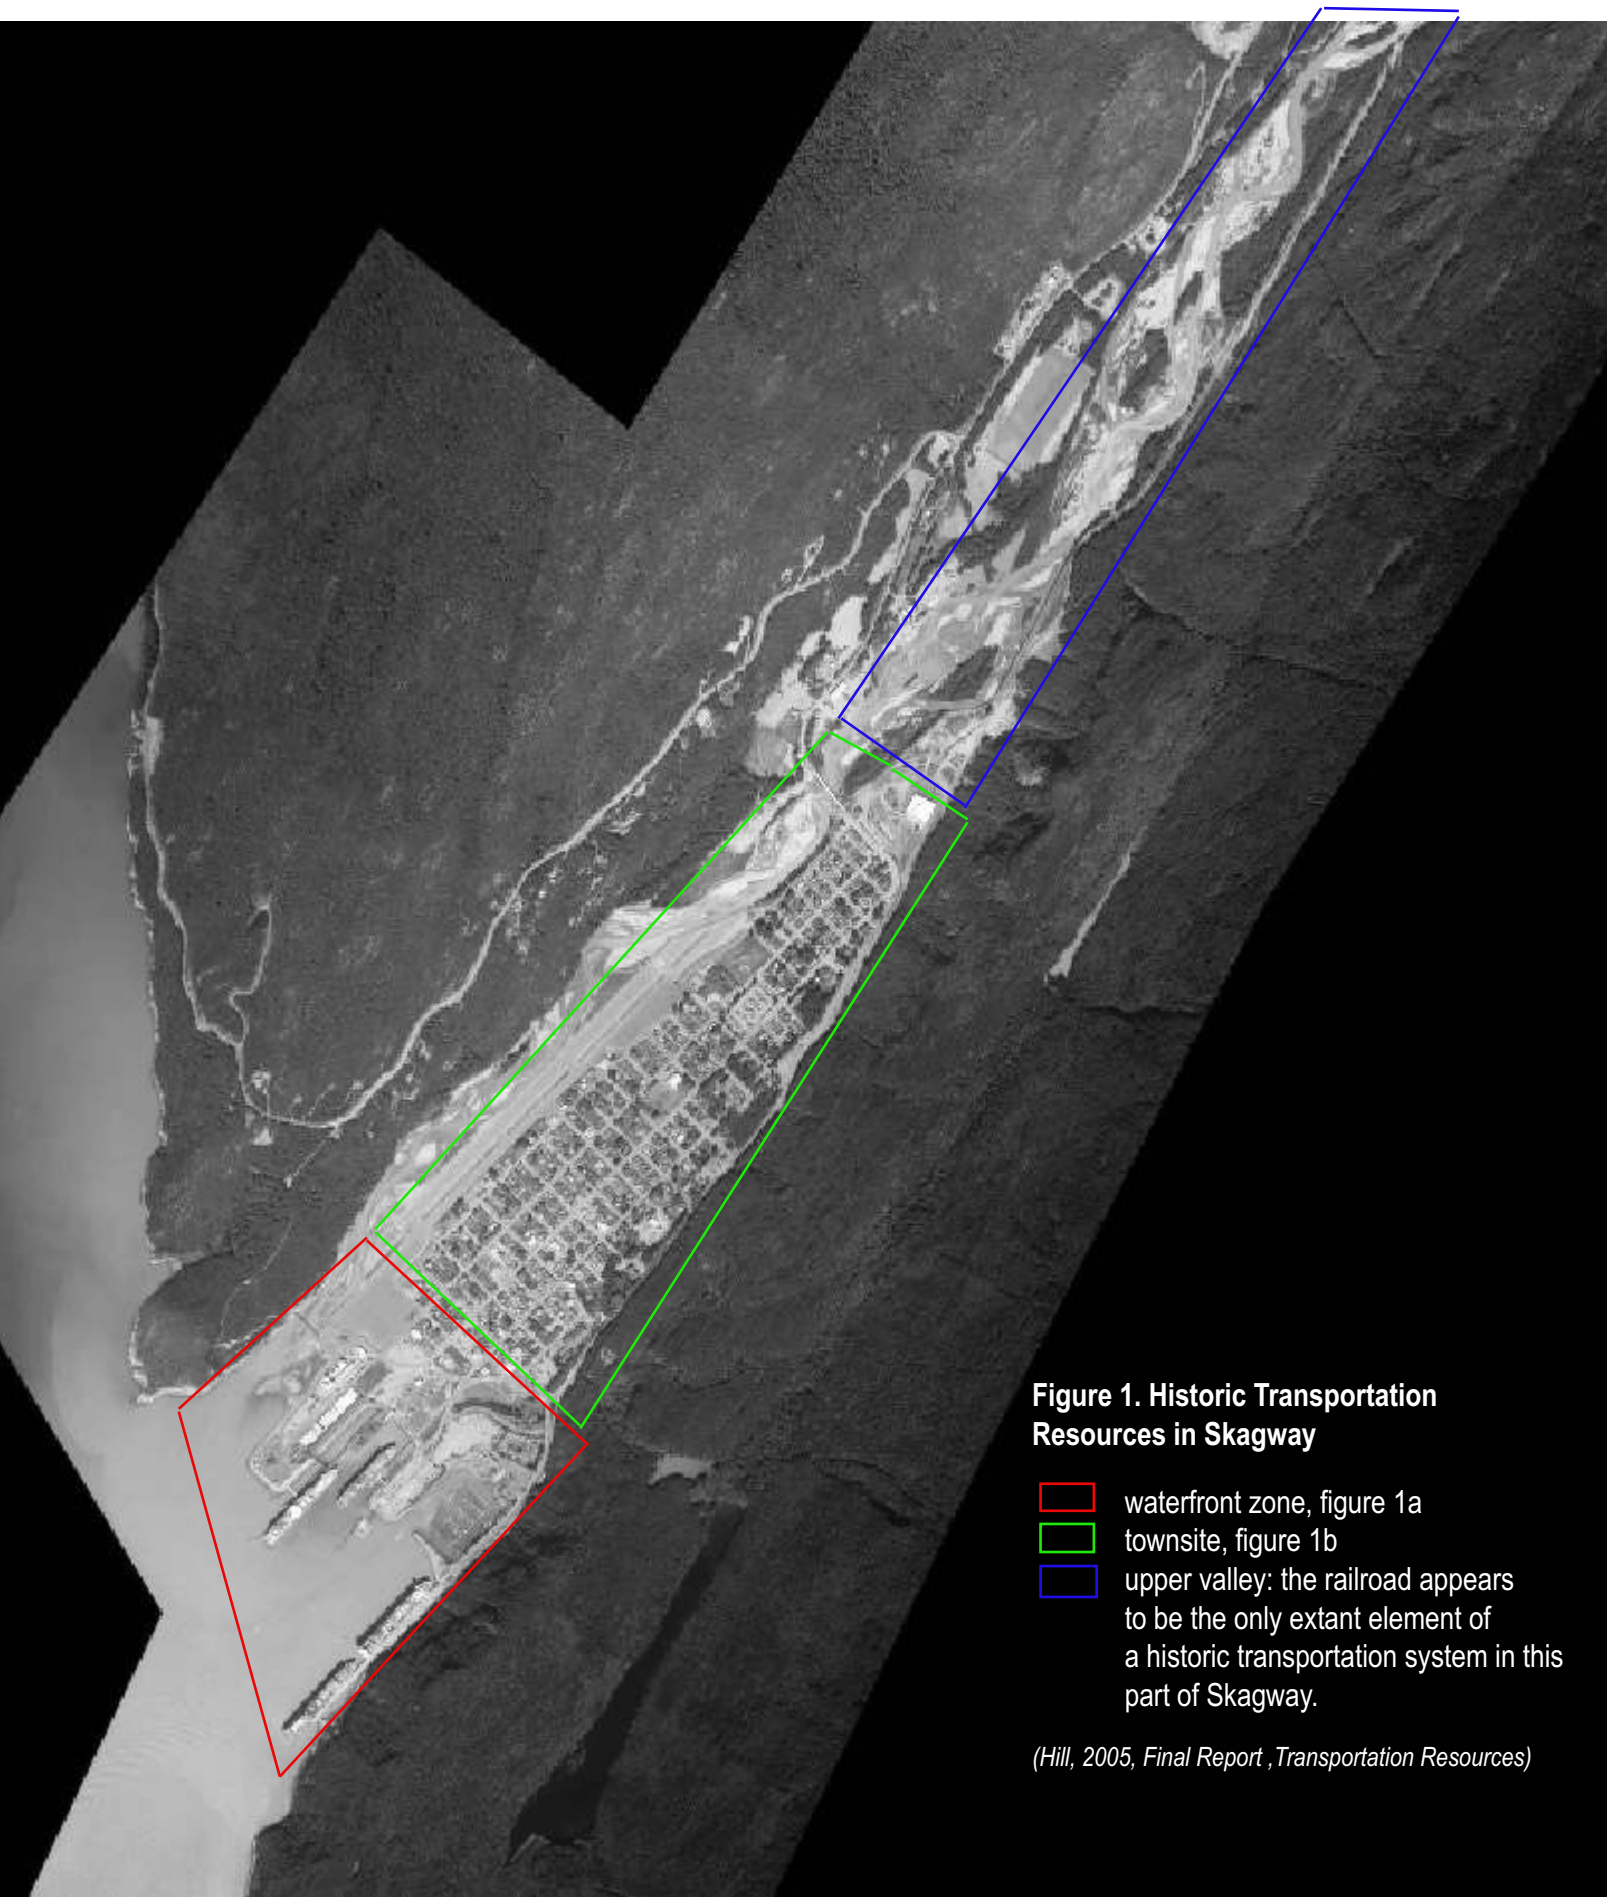 Figure 1. Historic Transportation
Resources in Skagway
waterfront zone, figure 1a
townsite, figure 1b
upper valley: the railroad appears
to be the only extant element of
a historic transportation system in this
part of Skagway.
(Hill, 2005, Final Report ,Transportation Resources)